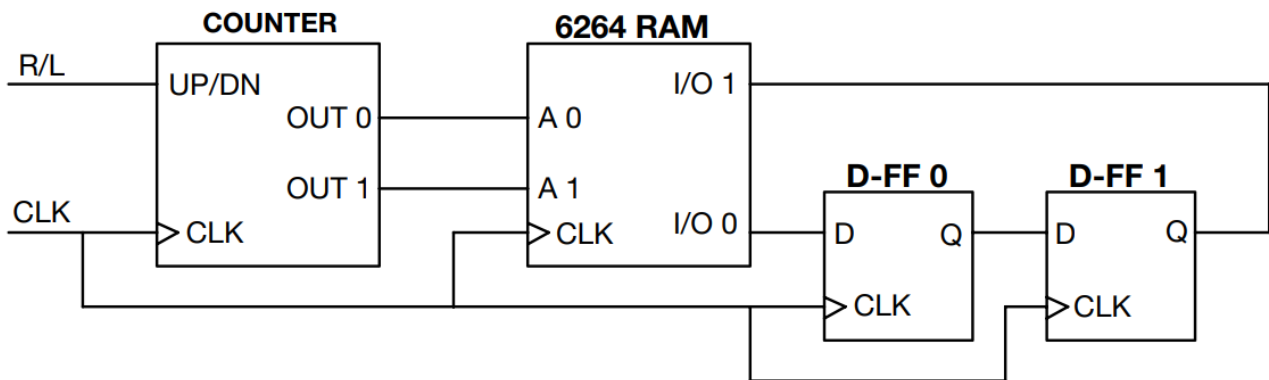 COUNTER
6264 RAM
R/L
UP/DN
I/O 1
OUT 0
A 0
OUT 1
A 1
D-FF 0
D-FF 1
CLK
CLK
CLK
I/O 0
D
Q
D
Q
CLK
CLK